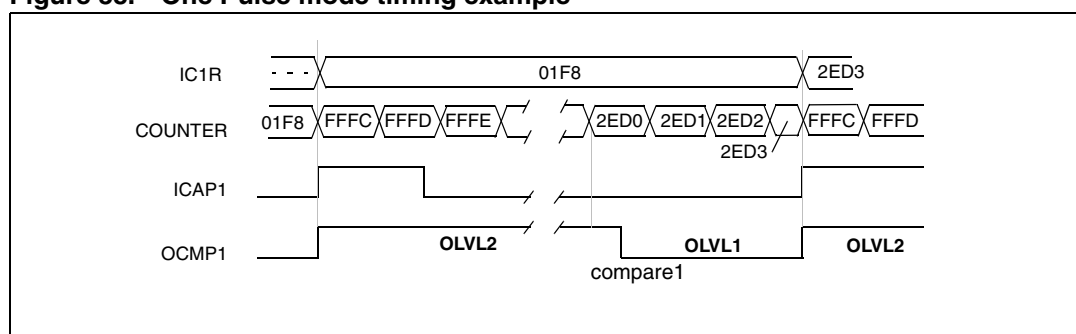 Figure 53. One Pulse mode timing example
IC1R
- - -
01F8
2ED3
COUNTER
01F8 FFFC FFFD FFFE 2ED0 2ED1 2ED2 FFFC FFFD
2ED3
ICAP1
OCMP1
OLVL2
OLVL1
OLVL2
compare1